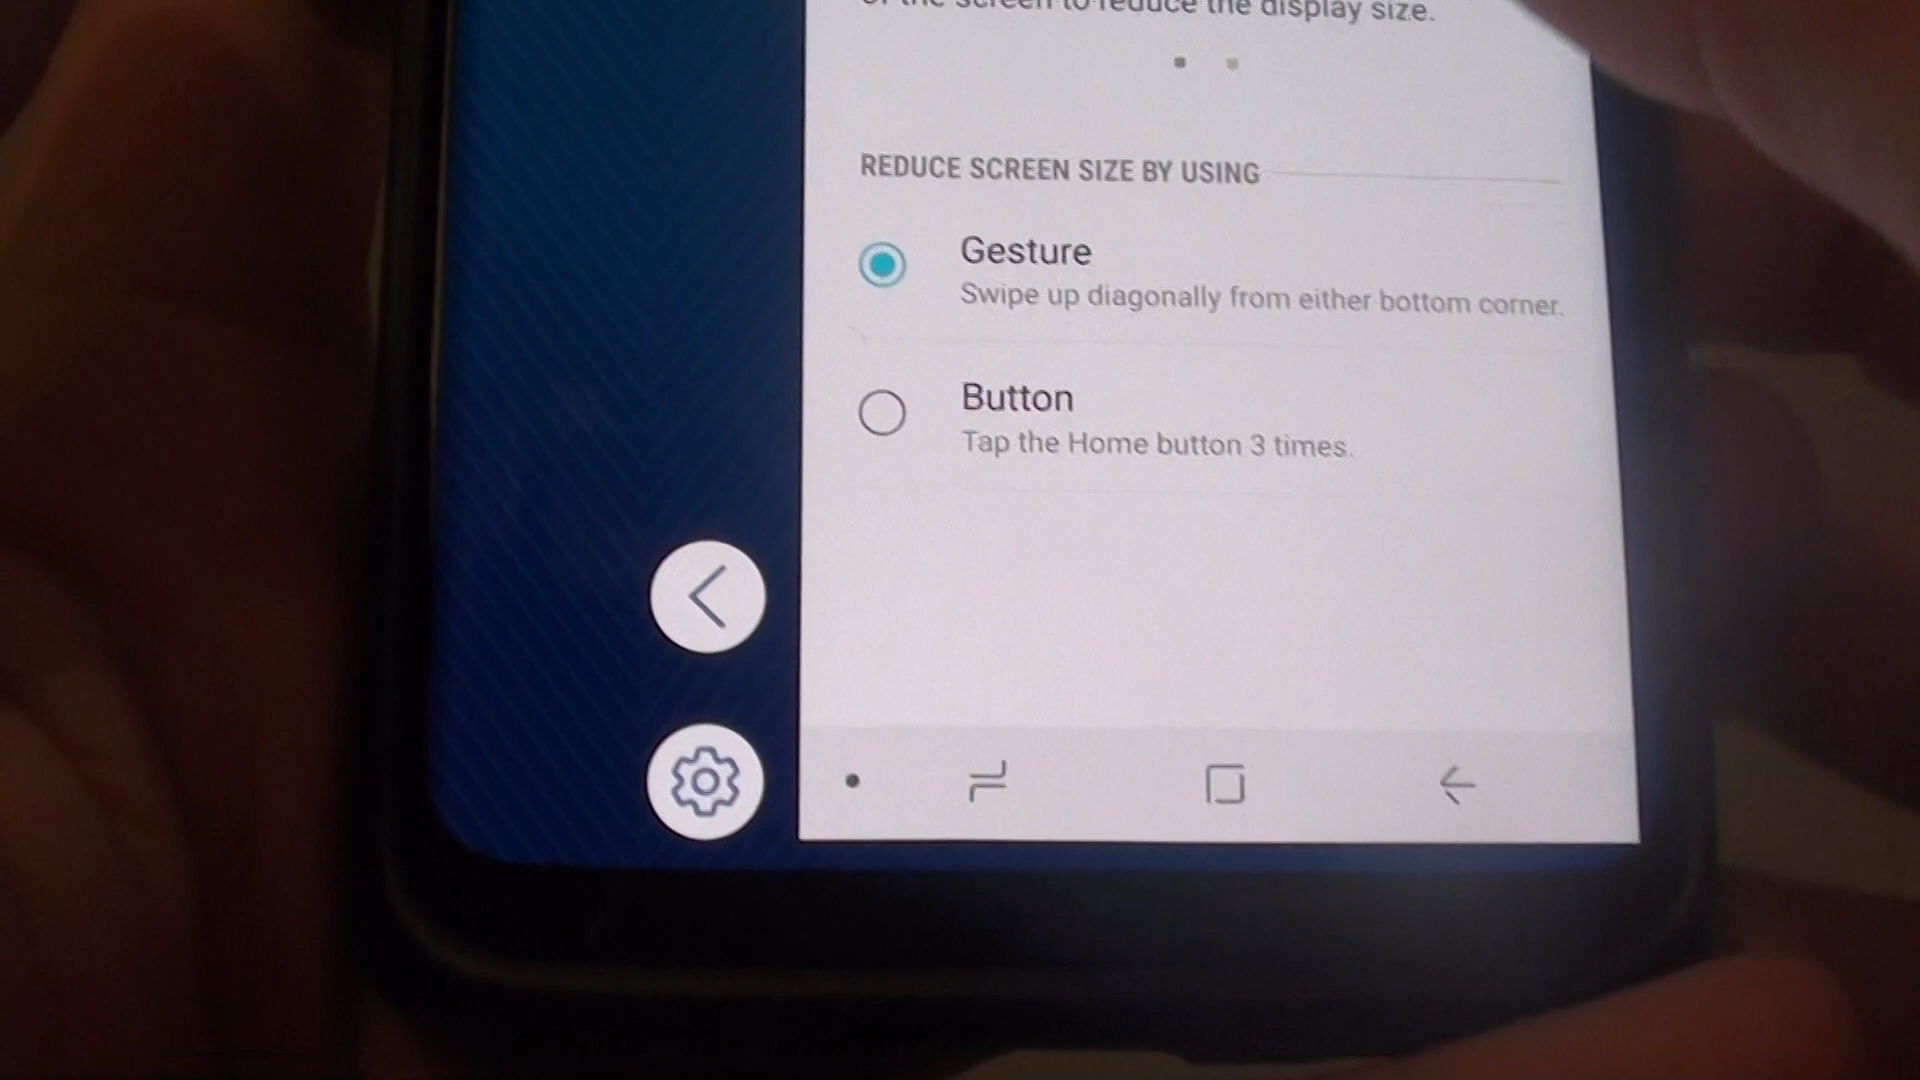 of the screen to reduce the display size.
REDUCE SCREEN SIZE BY USING
Gesture
Swipe up diagonally from either bottom corner.
Button
Tap the Home button 3 times.